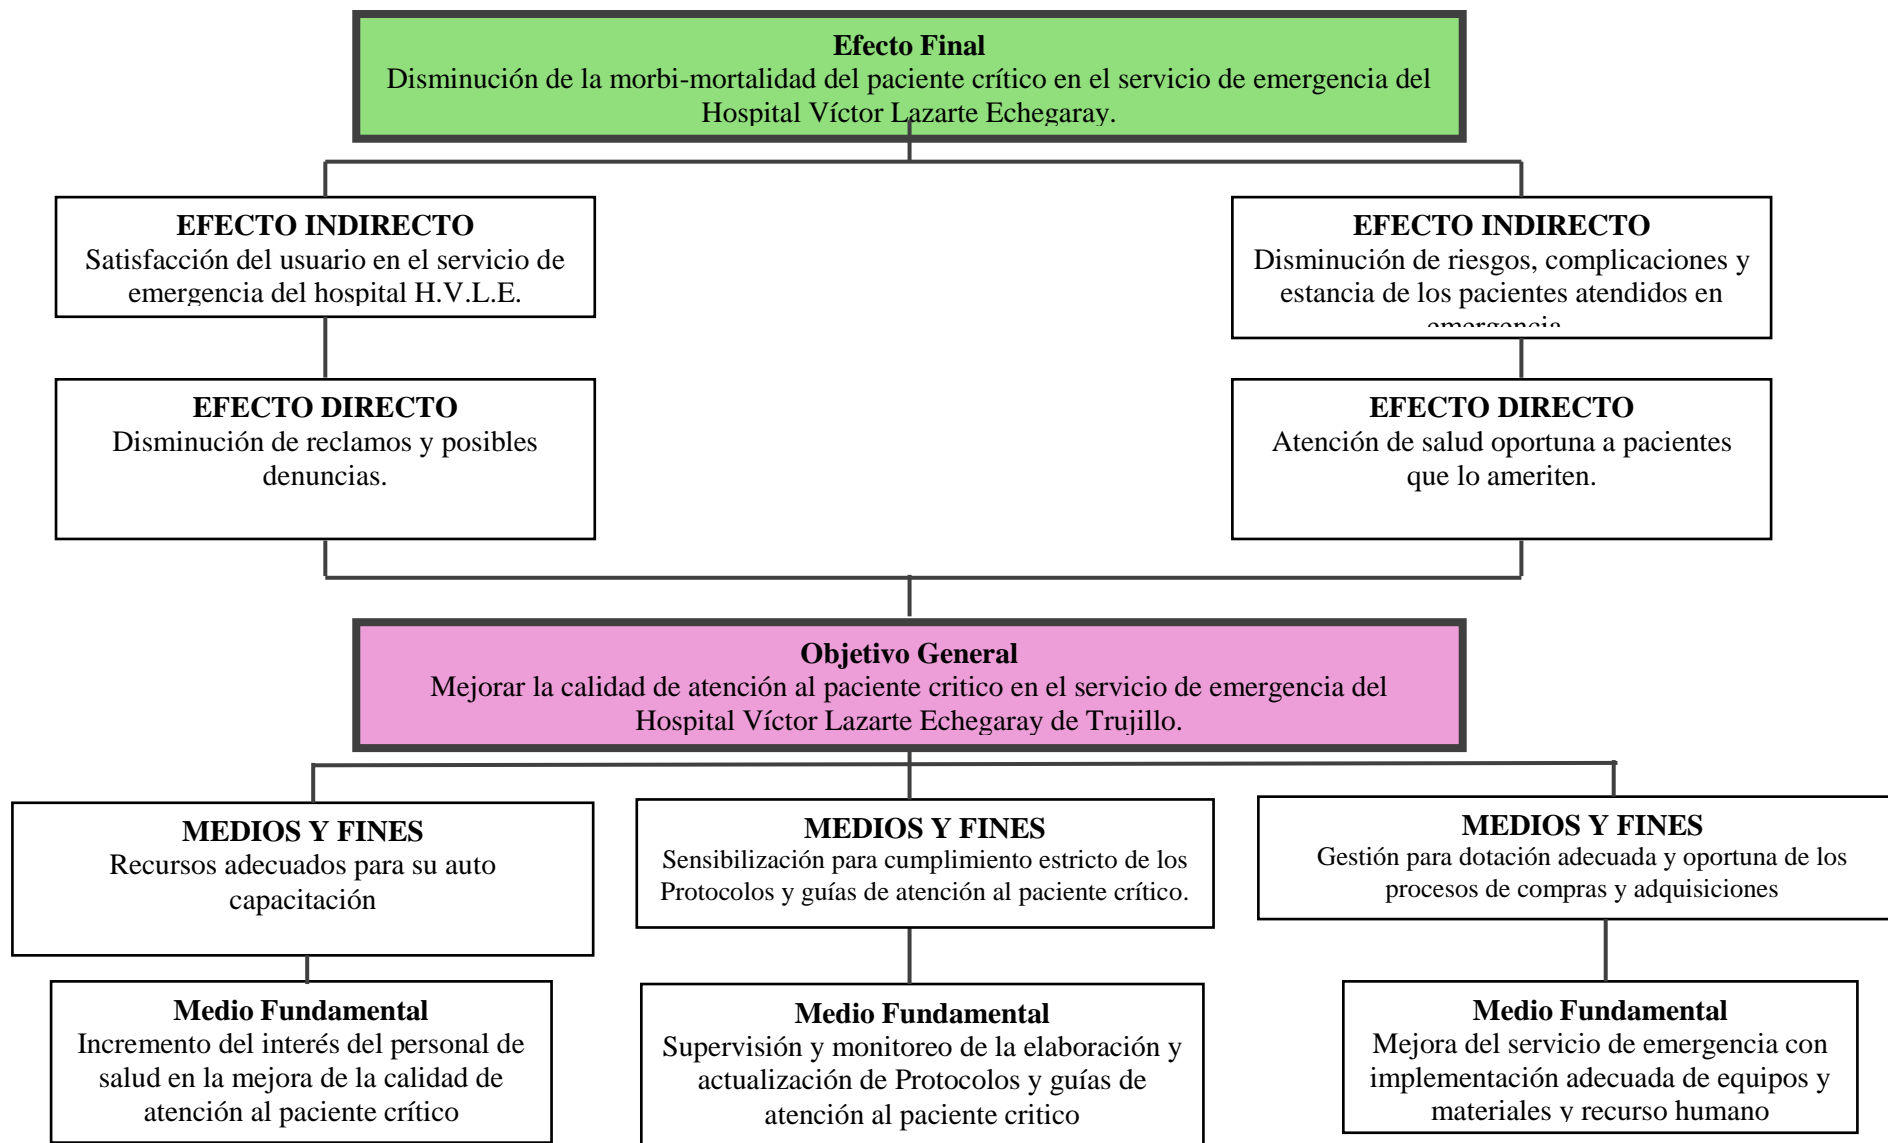 Efecto Final
Disminución de la morbi-mortalidad del paciente crítico en el servicio de emergencia del
Hospital Víctor Lazarte Echegaray.
EFECTO INDIRECTO
Satisfacción del usuario en el servicio de
emergencia del hospital H.V.L.E.
EFECTO INDIRECTO
Disminución de riesgos, complicaciones y
estancia de los pacientes atendidos en
emergencia
EFECTO DIRECTO
Disminución de reclamos y posibles
denuncias.
EFECTO DIRECTO
Atención de salud oportuna a pacientes
que lo ameriten.
Objetivo General
Mejorar la calidad de atención al paciente critico en el servicio de emergencia del
Hospital Víctor Lazarte Echegaray de Trujillo.
MEDIOS Y FINES
Recursos adecuados para su auto
capacitación
MEDIOS Y FINES
Sensibilización para cumplimiento estricto de los
Protocolos y guías de atención al paciente crítico.
MEDIOS Y FINES
Gestión para dotación adecuada y oportuna de los
procesos de compras y adquisiciones
Medio Fundamental
Incremento del interés del personal de
salud en la mejora de la calidad de
atención al paciente crítico
Medio Fundamental
Supervisión y monitoreo de la elaboración y
actualización de Protocolos y guías de
atención al paciente critico
Medio Fundamental
Mejora del servicio de emergencia con
implementación adecuada de equipos y
materiales y recurso humano